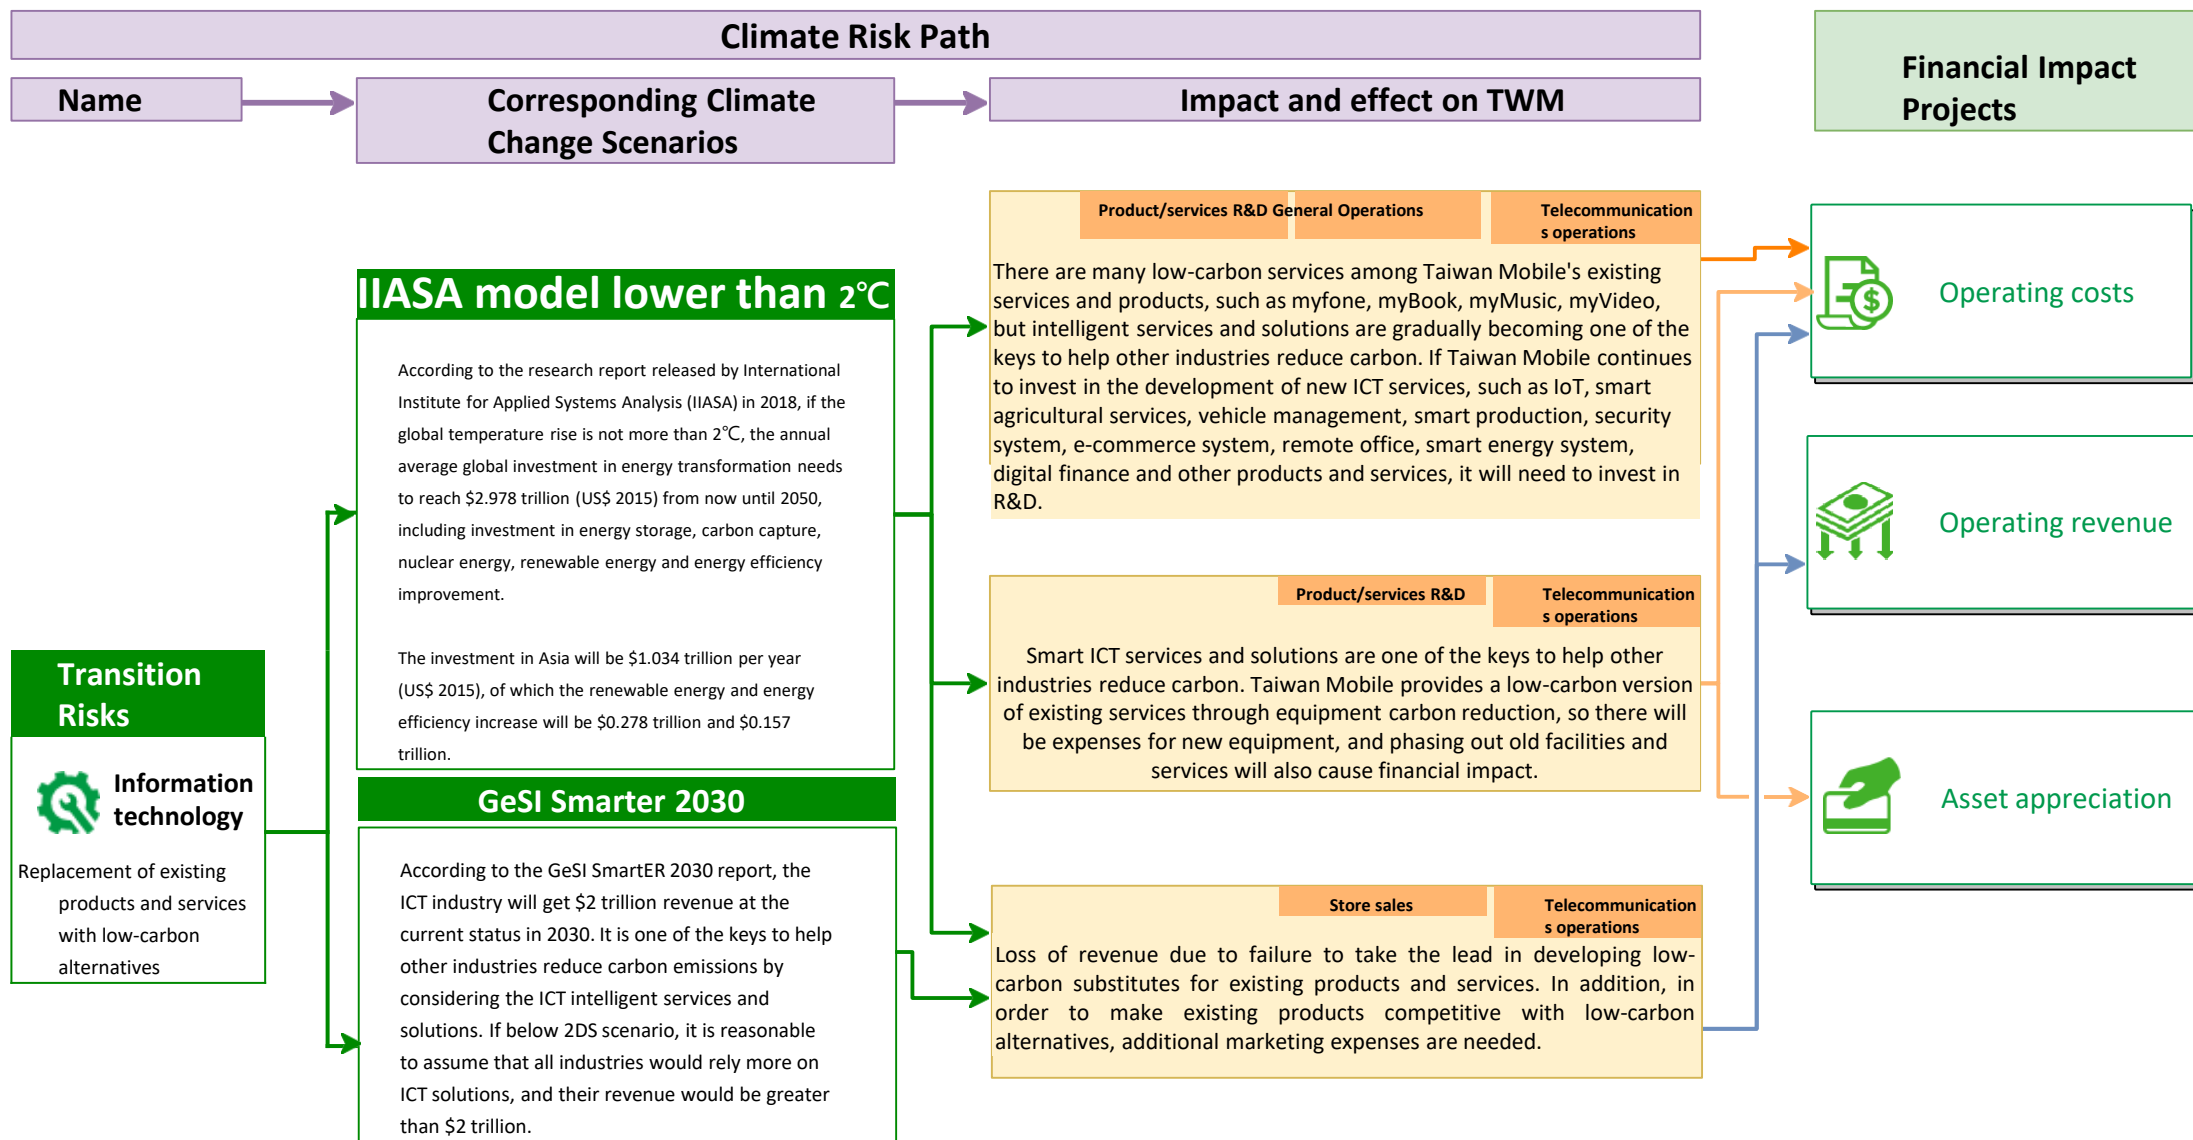 Climate Risk Path
Financial Impact
Projects
Name
Corresponding Climate
Change Scenarios
Impact and effect on TWM
Transition
Risks
Information
technology
Replacement of existing
products and services
with low-carbon
alternatives
IIASA model lower than 2℃
According to the research report released by International
Institute for Applied Systems Analysis (IIASA) in 2018, if the
global temperature rise is not more than 2℃, the annual
average global investment in energy transformation needs
to reach $2.978 trillion (US$ 2015) from now until 2050,
including investment in energy storage, carbon capture,
nuclear energy, renewable energy and energy efficiency
improvement.
The investment in Asia will be $1.034 trillion per year
(US$ 2015), of which the renewable energy and energy
efficiency increase will be $0.278 trillion and $0.157
trillion.
GeSI Smarter 2030
According to the GeSI SmartER 2030 report, the
ICT industry will get $2 trillion revenue at the
current status in 2030. It is one of the keys to help
other industries reduce carbon emissions by
considering the ICT intelligent services and
solutions. If below 2DS scenario, it is reasonable
to assume that all industries would rely more on
ICT solutions, and their revenue would be greater
than $2 trillion.
Product/services R&D General Operations
Telecommunication
s operations
There are many low-carbon services among Taiwan Mobile's existing
services and products, such as myfone, myBook, myMusic, myVideo,
but intelligent services and solutions are gradually becoming one of the
keys to help other industries reduce carbon. If Taiwan Mobile continues
to invest in the development of new ICT services, such as IoT, smart
agricultural services, vehicle management, smart production, security
system, e-commerce system, remote office, smart energy system,
digital finance and other products and services, it will need to invest in
R&D.
Product/services R&D
Telecommunication
s operations
Smart ICT services and solutions are one of the keys to help other
industries reduce carbon. Taiwan Mobile provides a low-carbon version
of existing services through equipment carbon reduction, so there will
be expenses for new equipment, and phasing out old facilities and
services will also cause financial impact.
Store sales
Telecommunication
s operations
Loss of revenue due to failure to take the lead in developing low-
carbon substitutes for existing products and services. In addition, in
order to make existing products competitive with low-carbon
alternatives, additional marketing expenses are needed.
Operating costs
Operating revenue
Asset appreciation